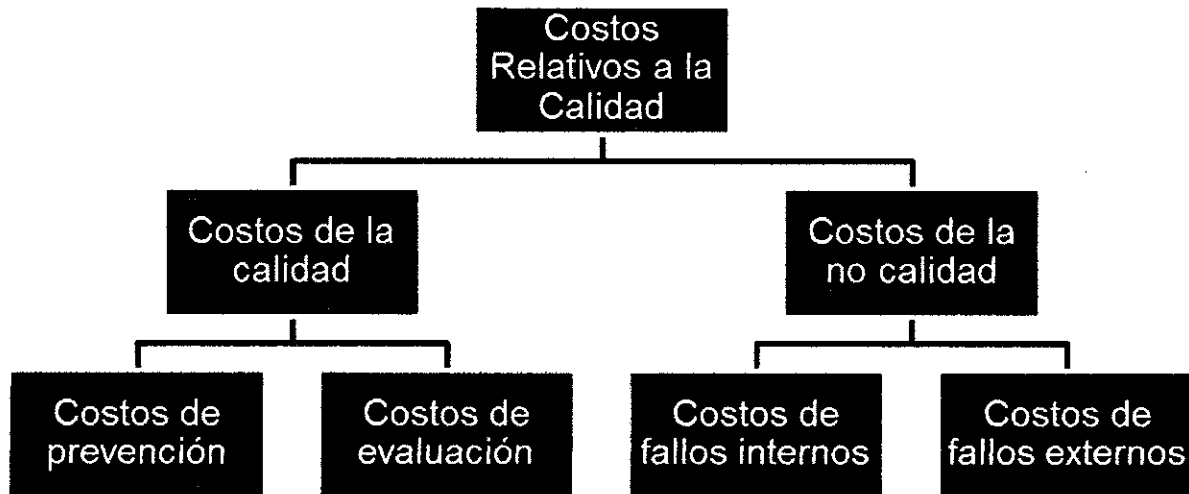 Costos
Relativos a la
Calidad
Costos de la
calidad
Costos de la
no calidad
Costos de
prevención
Costos de
evaluación
Costos de
fallos internos
Costos de
fallos externos